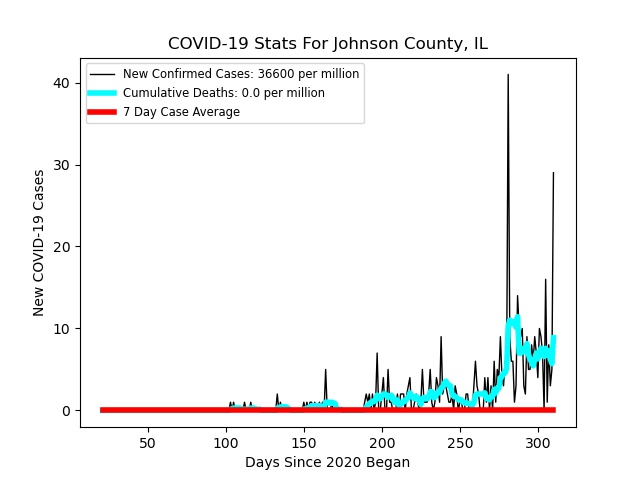 COVID-19 Stats For Johnson County, IL
New Confirmed Cases: 36600 per million
Cumulative Deaths: 0.0 per million
7 Day Case Average
New COVID-19 Cases
40
30
20
10
0
50 100 150 200 250 300
Days Since 2020 Began